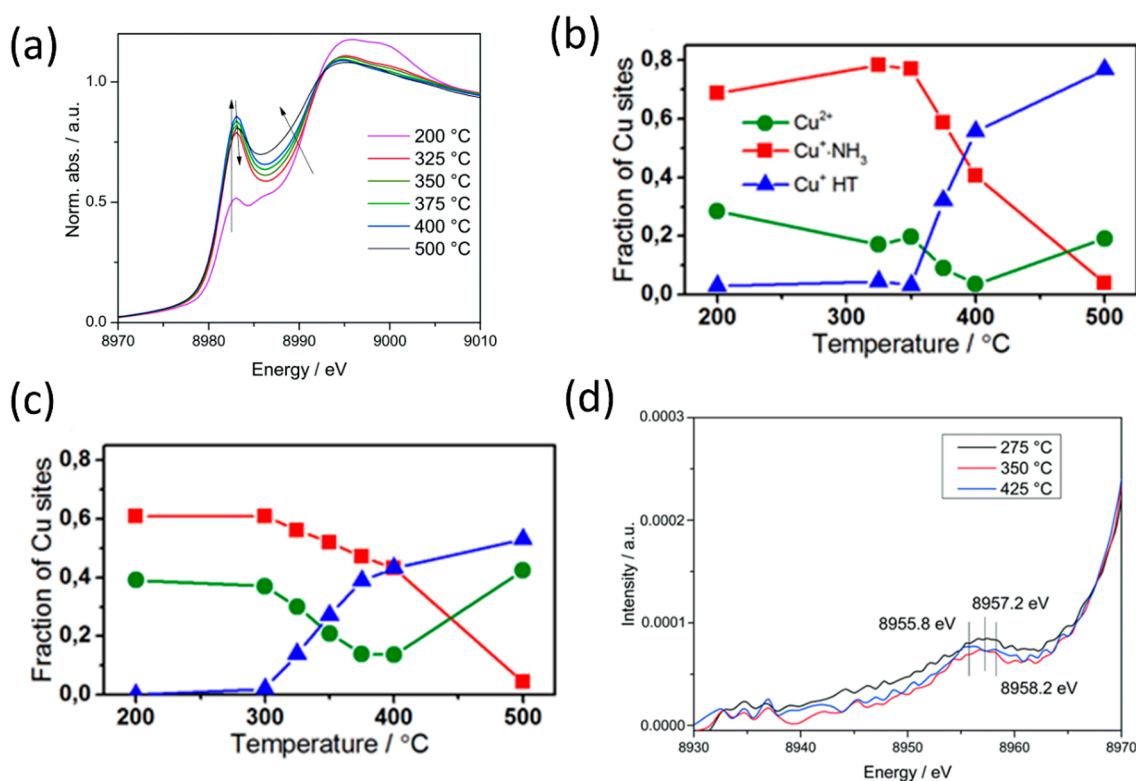 (a)
Norm. abs. / a.u.
1.0
0.5
0.0
200 °C
325 °C
350 °C
375 °C
400 °C
500 °C
8970 8980 8990 9000 9010
Energy / eV
(b)
Fraction of Cu sites
0,8
0,6
0,4
0,2
0,0
Cu²⁺
Cu⁺·NH₃
Cu⁺ HT
200 300 400 500
Temperature / °C
(c)
Fraction of Cu sites
0,8
0,6
0,4
0,2
0,0
200 300 400 500
Temperature / °C
(d)
Intensity / a.u.
0.0003
0.0002
0.0001
0.0000
275 °C
350 °C
425 °C
8957.2 eV
8955.8 eV
8958.2 eV
8930 8940 8950 8960 8970
Energy / eV